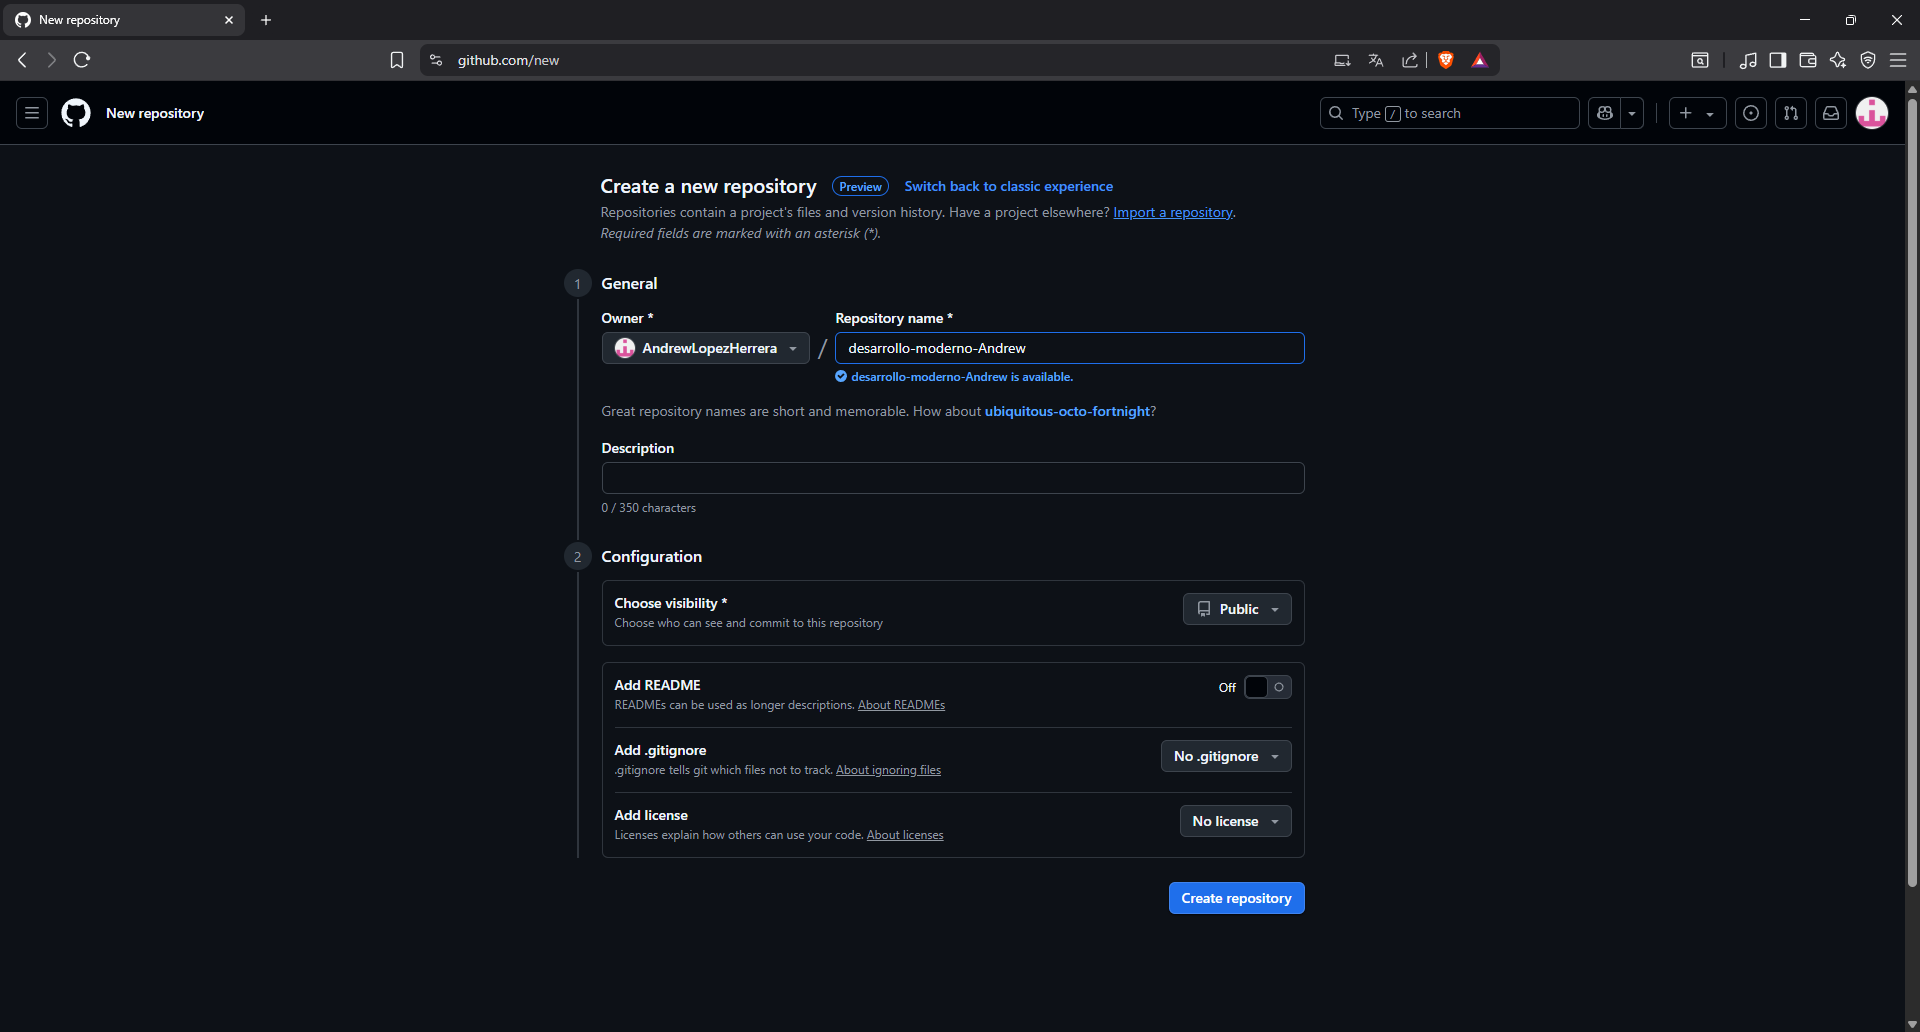 New repository
github.com/new
New repository
Type / to search
Create a new repository Preview Switch back to classic experience
Repositories contain a project's files and version history. Have a project elsewhere? Import a repository.
Required fields are marked with an asterisk (*).
1 General
Owner * Repository name *
AndrewLopezHerrera / desarrollo-moderno-Andrew
desarrollo-moderno-Andrew is available.
Great repository names are short and memorable. How about ubiquitous-octo-fortnight?
Description
0 / 350 characters
2 Configuration
Choose visibility * Public
Choose who can see and commit to this repository
Add README Off
READMEs can be used as longer descriptions. About READMEs
Add .gitignore No .gitignore
.gitignore tells git which files not to track. About ignoring files
Add license No license
Licenses explain how others can use your code. About licenses
Create repository